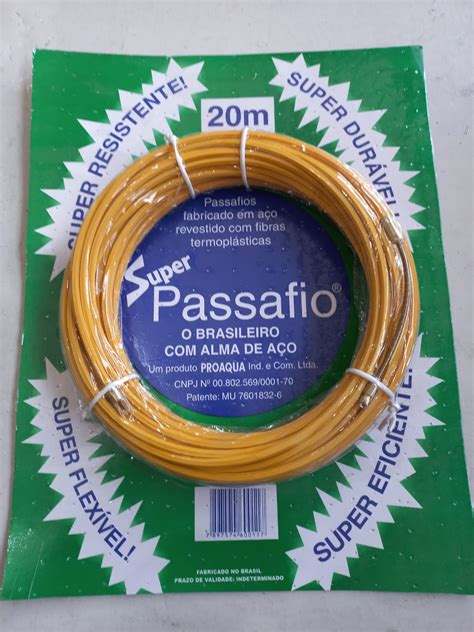 SUPER RESISTENTE!
20m
SUPER DURÁVEL!
Passafios
fabricado em aço
revestido com fibras
termoplásticas
Super
Passafio®
O BRASILEIRO
COM ALMA DE AÇO
Um produto PROAQUA Ind. e Com. Ltda.
CNPJ Nº 00.802.569/0001-70
Patente: MU 7601832-6
SUPER FLEXÍVEL!
SUPER EFICIENTE!
FABRICADO NO BRASIL
PRAZO DE VALIDADE: INDETERMINADO